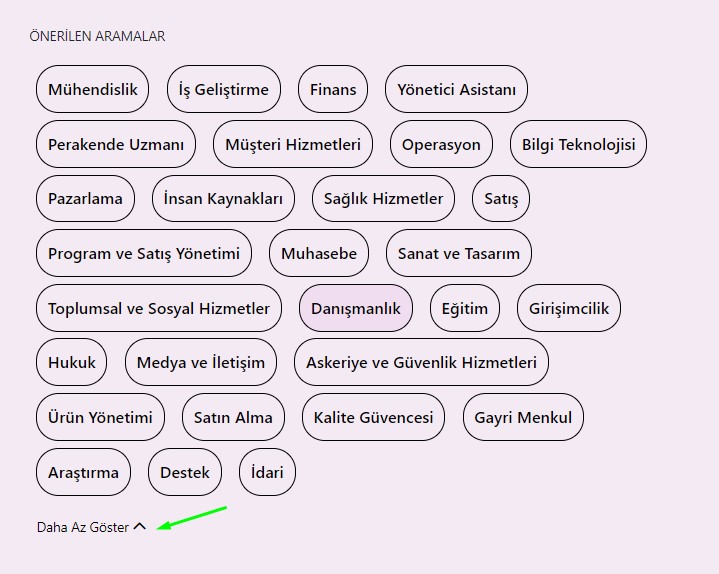 ÖNERİLEN ARAMALAR
Mühendislik İş Geliştirme Finans Yönetici Asistanı
Perakende Uzmanı Müşteri Hizmetleri Operasyon Bilgi Teknolojisi
Pazarlama İnsan Kaynakları Sağlık Hizmetler Satış
Program ve Satış Yönetimi Muhasebe Sanat ve Tasarım
Toplumsal ve Sosyal Hizmetler Danışmanlık Eğitim Girişimcilik
Hukuk Medya ve İletişim Askeriye ve Güvenlik Hizmetleri
Ürün Yönetimi Satın Alma Kalite Güvencesi Gayri Menkul
Araştırma Destek İdari
Daha Az Göster